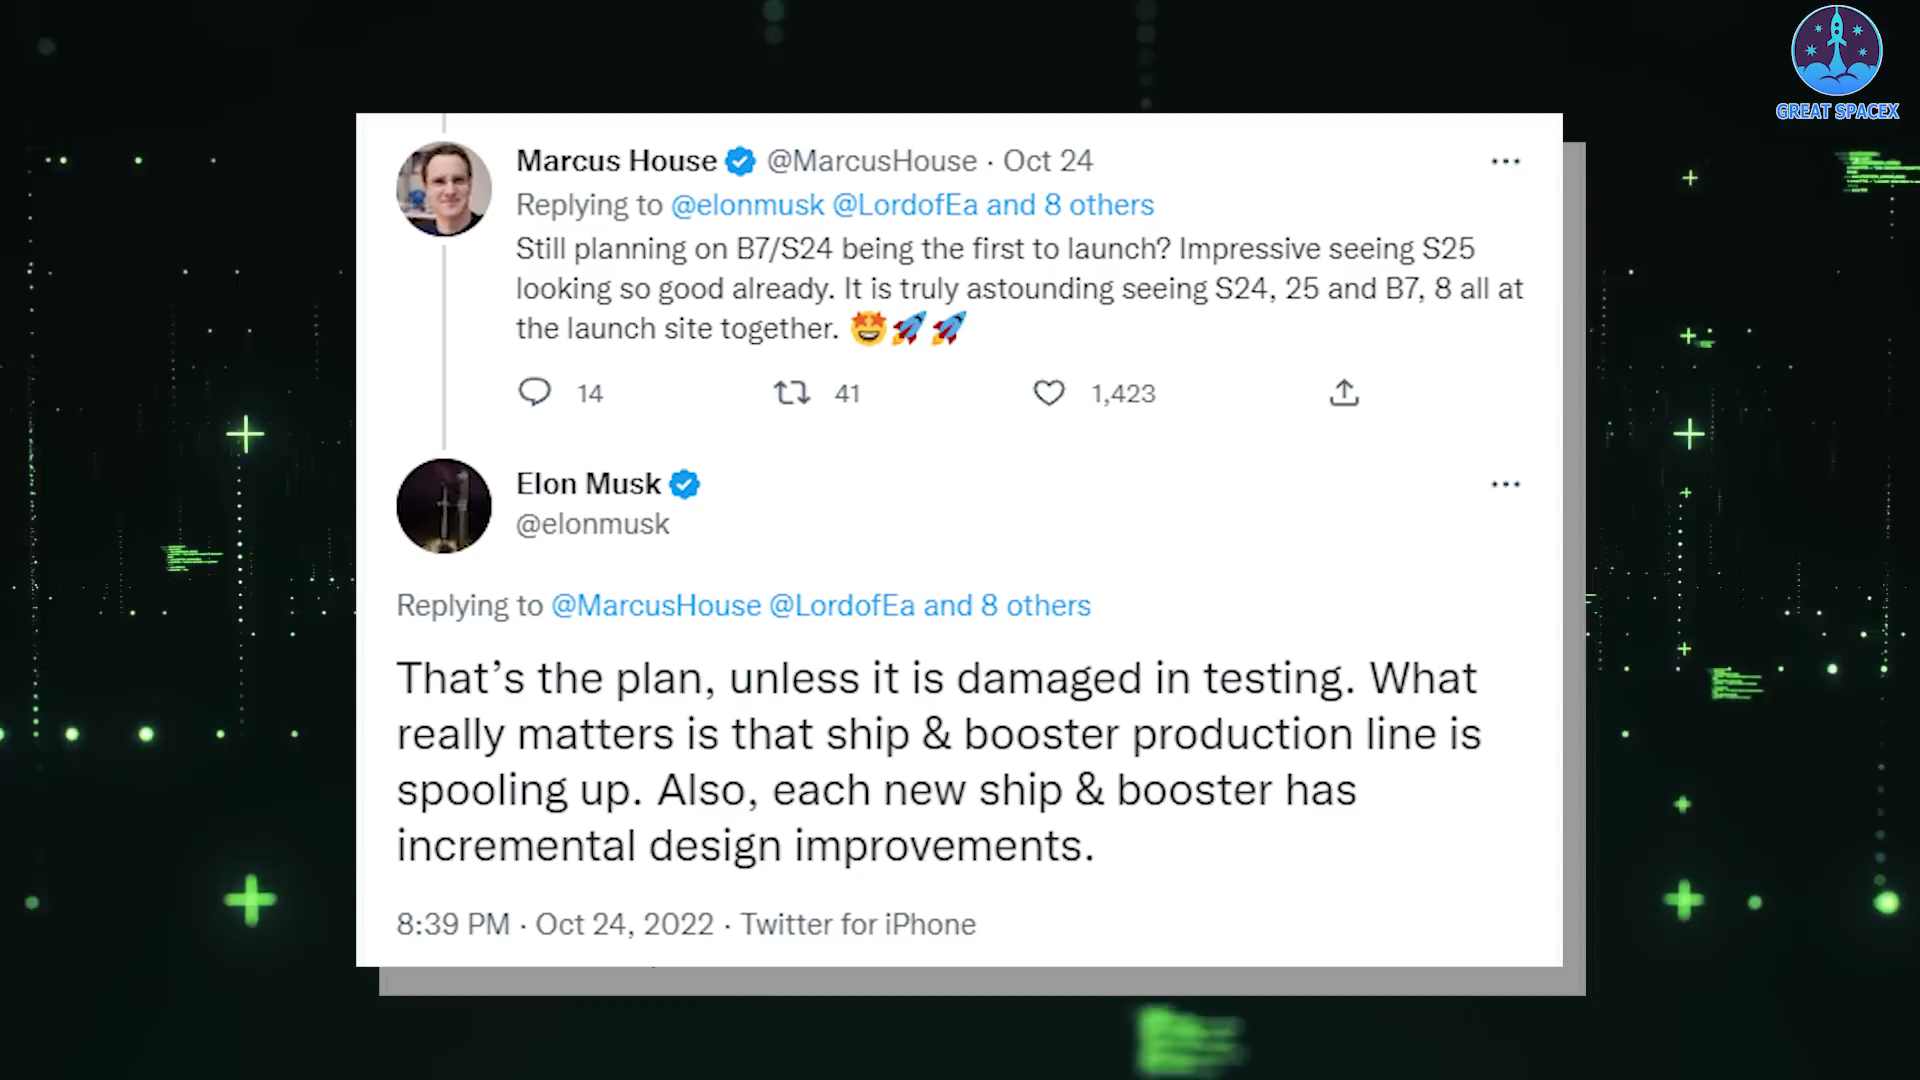 GREAT SPACEX
Marcus House @MarcusHouse · Oct 24
Replying to @elonmusk @LordofEa and 8 others
Still planning on B7/S24 being the first to launch? Impressive seeing S25
looking so good already. It is truly astounding seeing S24, 25 and B7, 8 all at
the launch site together. 🤩🚀🚀
14 41 1,423
Elon Musk
@elonmusk
Replying to @MarcusHouse @LordofEa and 8 others
That’s the plan, unless it is damaged in testing. What
really matters is that ship & booster production line is
spooling up. Also, each new ship & booster has
incremental design improvements.
8:39 PM · Oct 24, 2022 · Twitter for iPhone